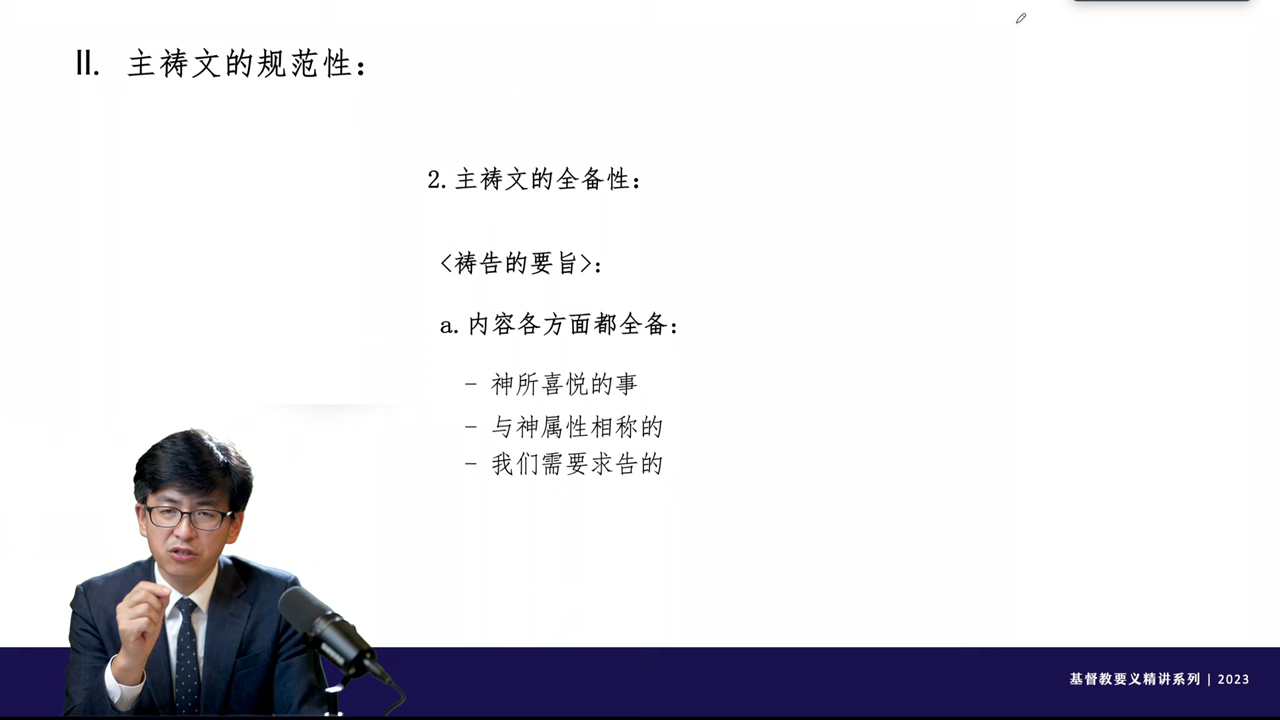 II. 主祷文的规范性：
2.主祷文的全备性：
<祷告的要旨>：
a.内容各方面都全备：
- 神所喜悦的事
- 与神属性相称的
- 我们需要求告的
基督教要义精讲系列 | 2023